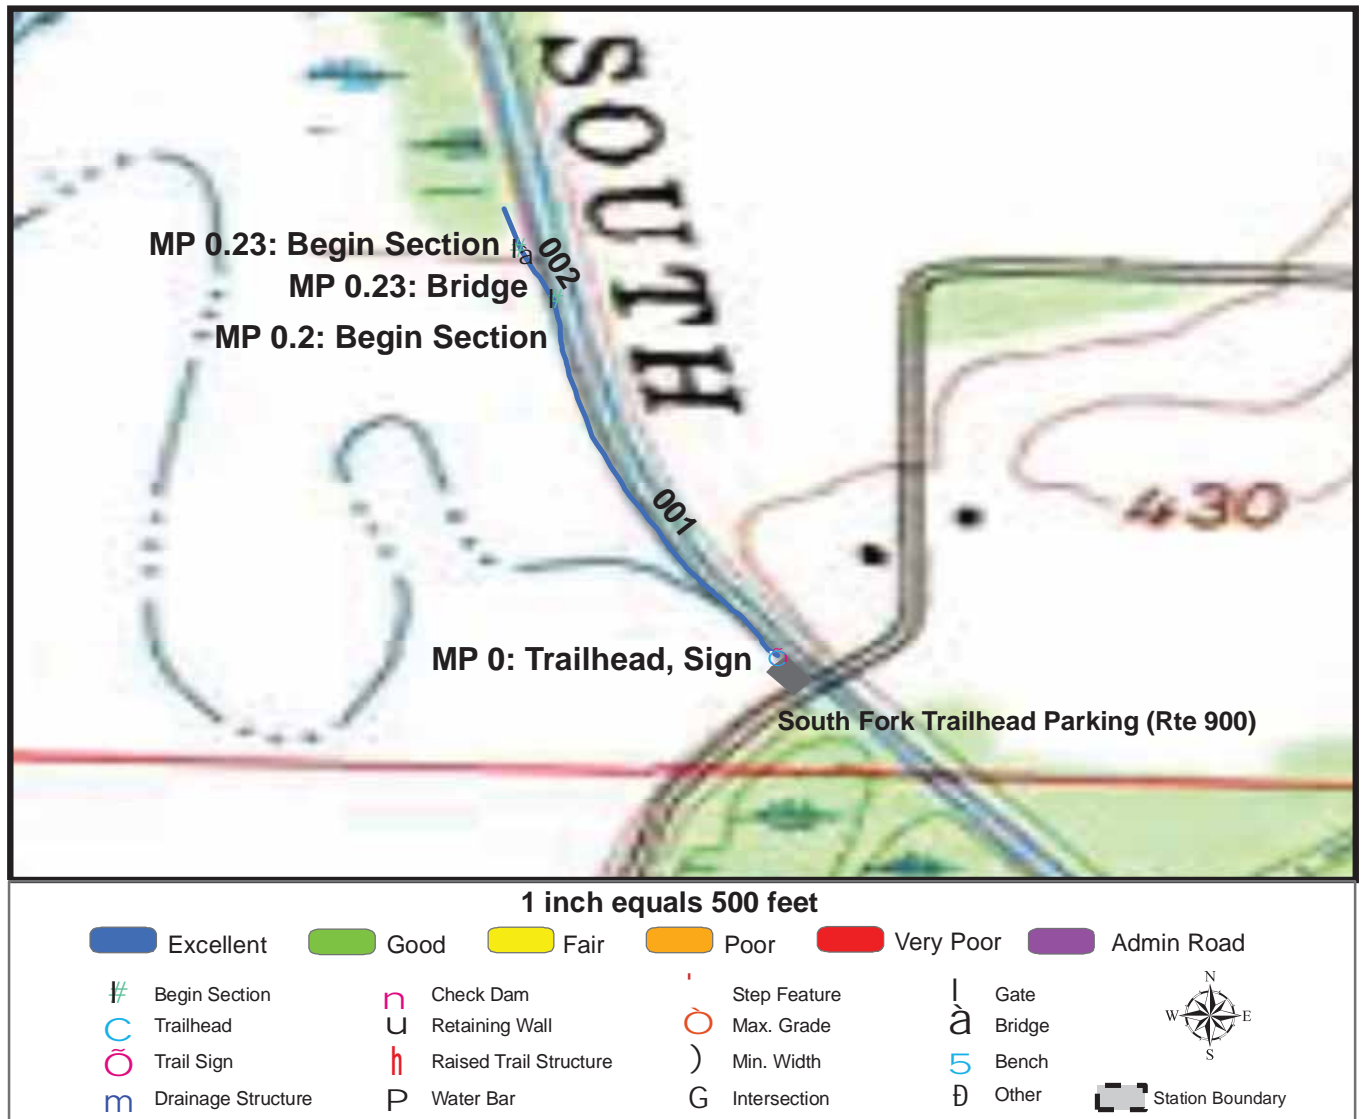 SOUTH
MP 0.23: Begin Section
002
MP 0.23: Bridge
MP 0.2: Begin Section
430
001
MP 0: Trailhead, Sign
South Fork Trailhead Parking (Rte 900)
1 inch equals 500 feet
Excellent Good Fair Poor Very Poor Admin Road
# Begin Section n Check Dam ' Step Feature l Gate N
C Trailhead u Retaining Wall Ò Max. Grade à Bridge W E
Õ Trail Sign h Raised Trail Structure ) Min. Width 5 Bench S
m Drainage Structure P Water Bar G Intersection Ð Other Station Boundary